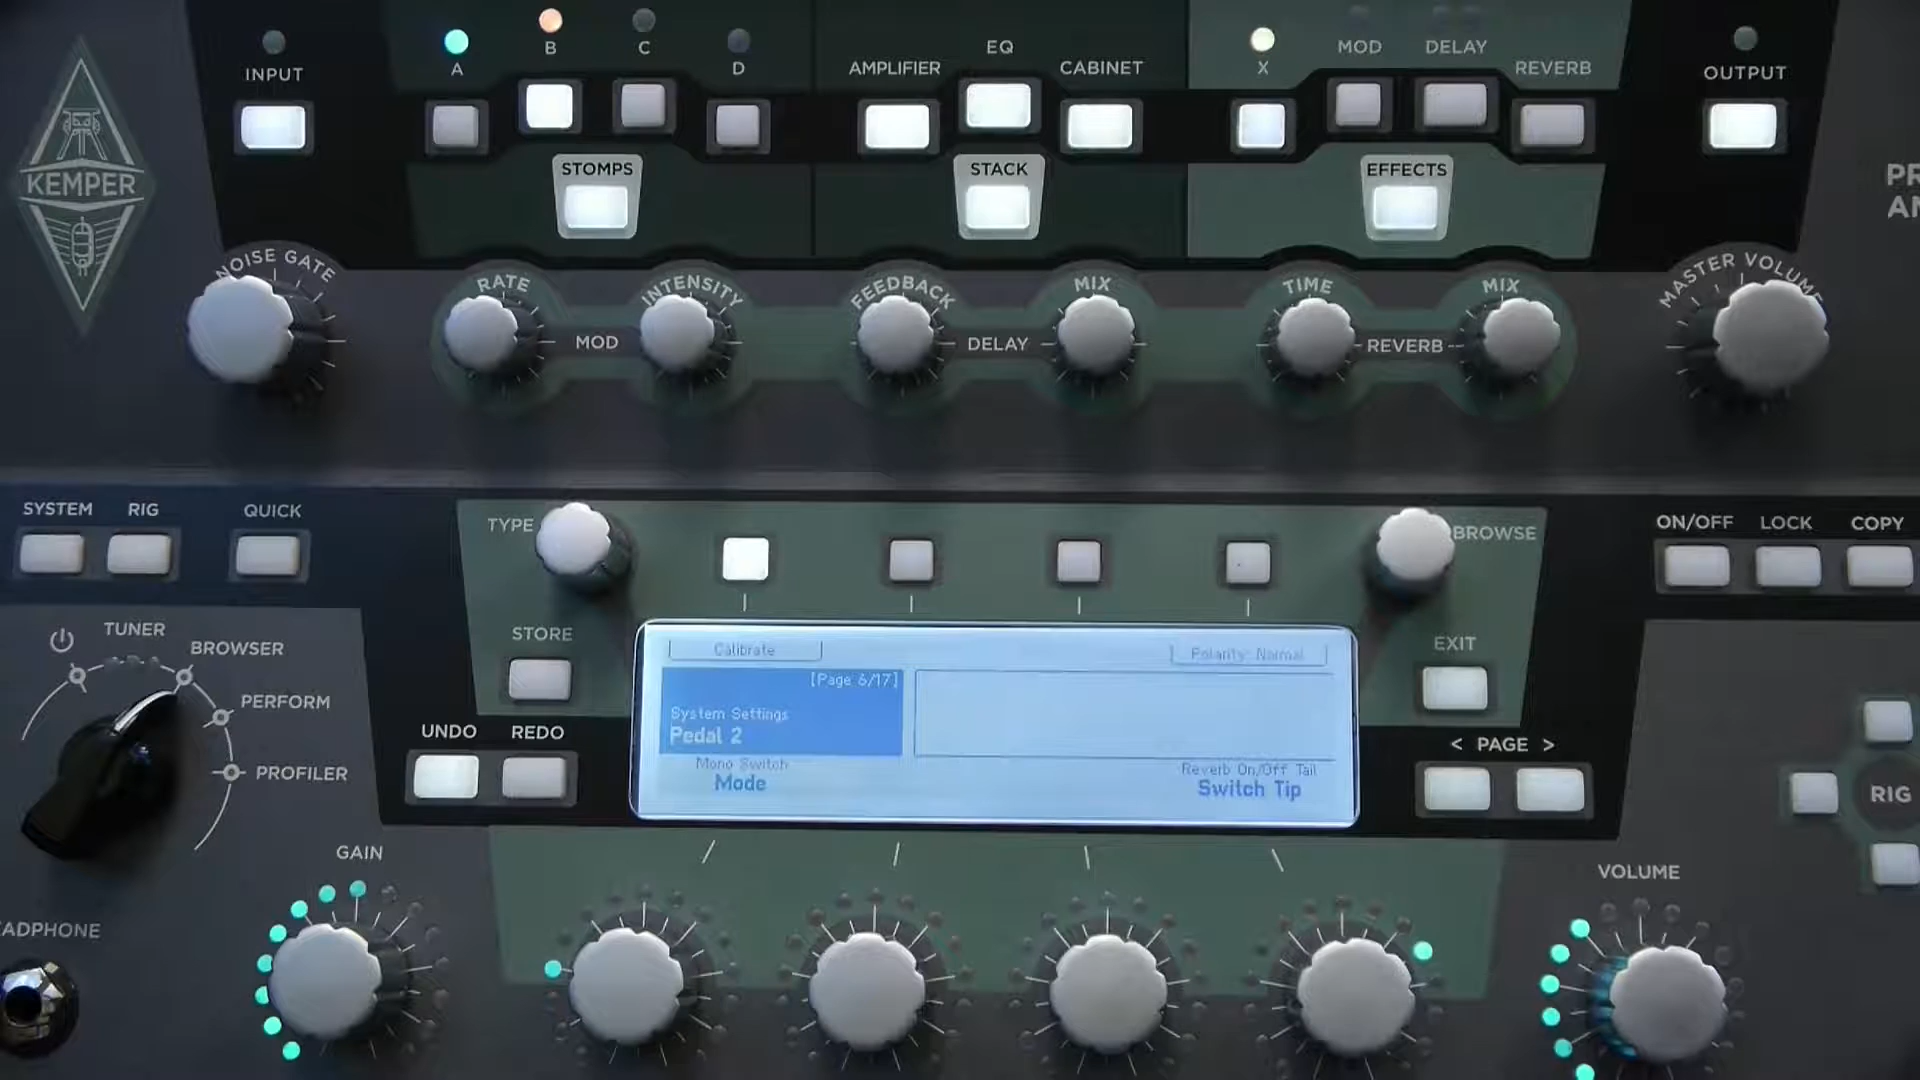 INPUT
A
B
C
D
STOMPS
AMPLIFIER
EQ
CABINET
STACK
X
MOD
DELAY
REVERB
EFFECTS
OUTPUT
KEMPER
PR
AM
NOISE GATE
RATE
MOD
INTENSITY
FEEDBACK
DELAY
MIX
TIME
REVERB
MIX
MASTER VOLUME
SYSTEM
RIG
QUICK
TYPE
BROWSE
ON/OFF
LOCK
COPY
TUNER
BROWSER
PERFORM
PROFILER
STORE
UNDO
REDO
Calibrate
Polarity: Normal
[Page 6/17]
System Settings
Pedal 2
Mono Switch
Mode
Reverb On/Off Tail
Switch Tip
EXIT
< PAGE >
RIG
GAIN
VOLUME
EADPHONE